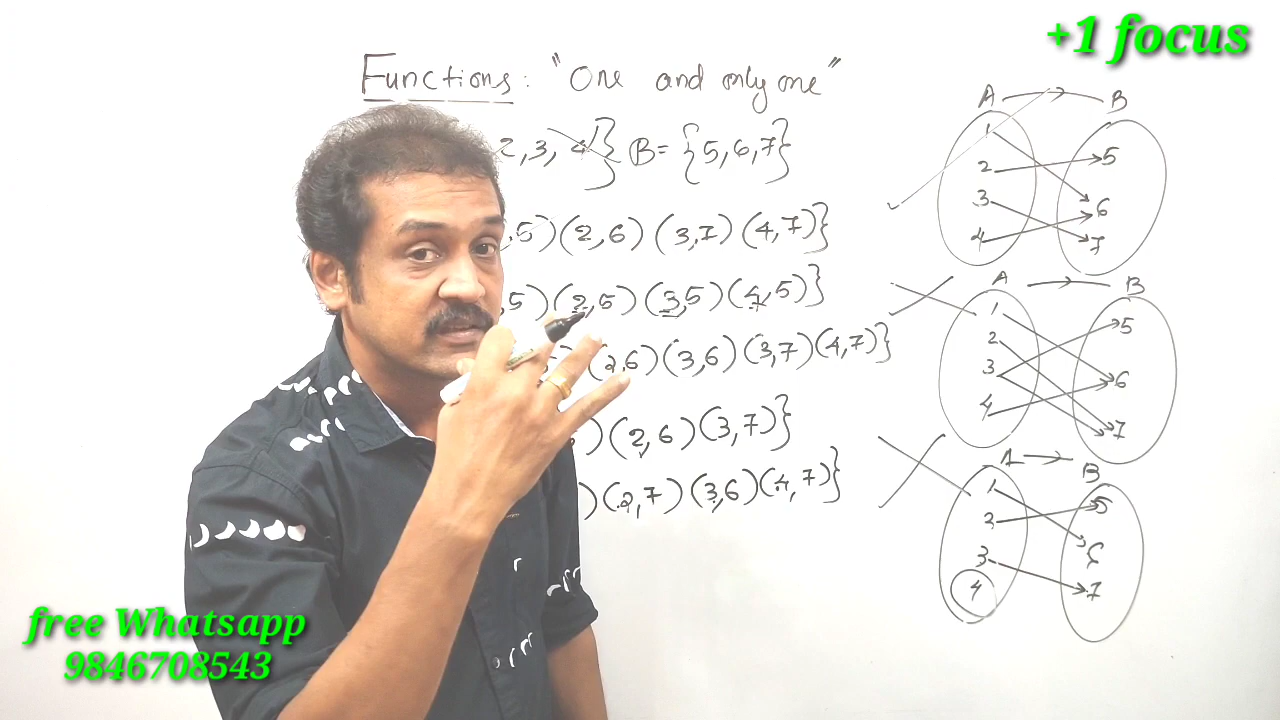 +1 focus
Functions: "One and only one"
2, 3, 4} B = {5, 6, 7}
,5) (2,6) (3,7) (4,7)}
,5) (2,5) (3,5) (4,5)}
(2,6) (3,6) (3,7) (4,7)}
) (2,6) (3,7)}
) (2,7) (3,6) (4,7)}
A → B
1
2
3
4
5
6
7
A → B
1
2
3
4
5
6
7
A → B
1
2
3
4
5
6
7
free Whatsapp
9846708543